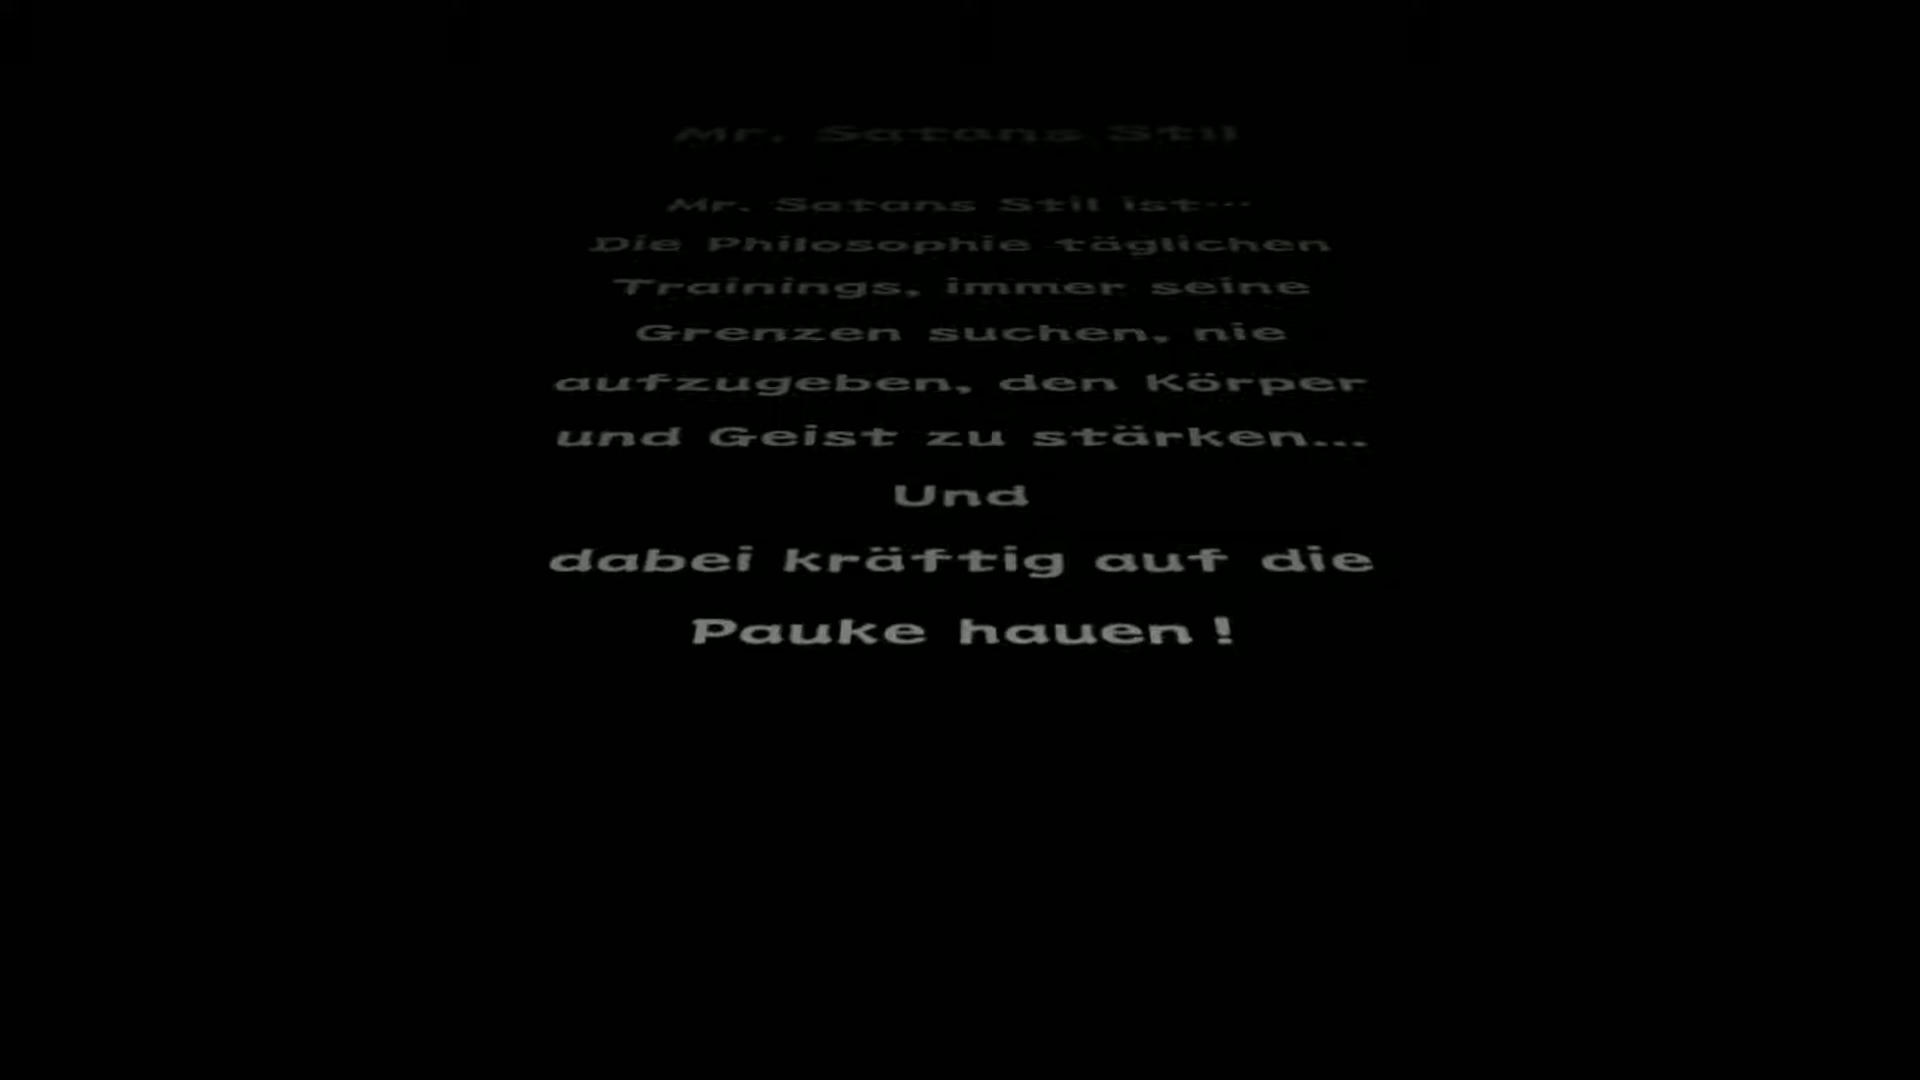 Mr. Satans Stil
Mr. Satans Stil ist...
Die Philosophie täglichen
Trainings, immer seine
Grenzen suchen, nie
aufzugeben, den Körper
und Geist zu stärken...
Und
dabei kräftig auf die
Pauke hauen !